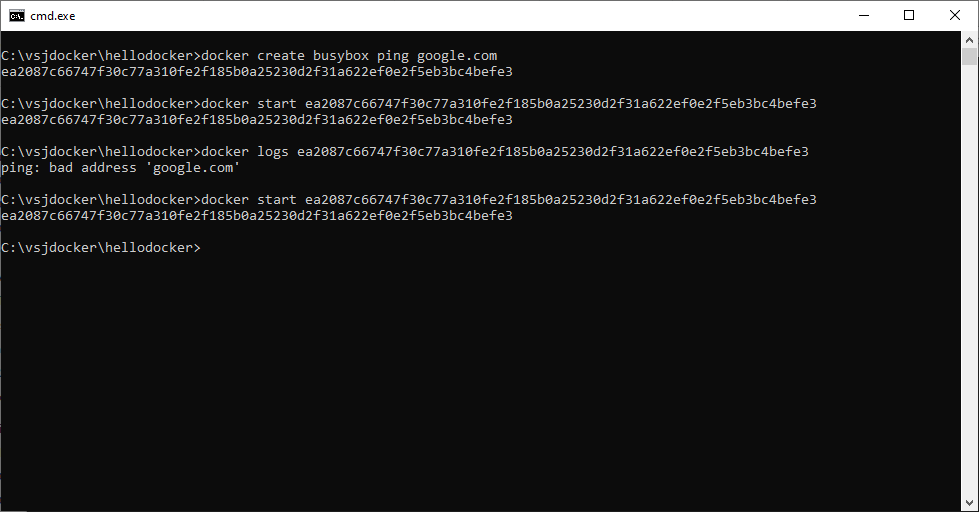 cmd.exe
C:\vsjdocker\hellodocker>docker create busybox ping google.com
ea2087c66747f30c77a310fe2f185b0a25230d2f31a622ef0e2f5eb3bc4befe3
C:\vsjdocker\hellodocker>docker start ea2087c66747f30c77a310fe2f185b0a25230d2f31a622ef0e2f5eb3bc4befe3
ea2087c66747f30c77a310fe2f185b0a25230d2f31a622ef0e2f5eb3bc4befe3
C:\vsjdocker\hellodocker>docker logs ea2087c66747f30c77a310fe2f185b0a25230d2f31a622ef0e2f5eb3bc4befe3
ping: bad address 'google.com'
C:\vsjdocker\hellodocker>docker start ea2087c66747f30c77a310fe2f185b0a25230d2f31a622ef0e2f5eb3bc4befe3
ea2087c66747f30c77a310fe2f185b0a25230d2f31a622ef0e2f5eb3bc4befe3
C:\vsjdocker\hellodocker>